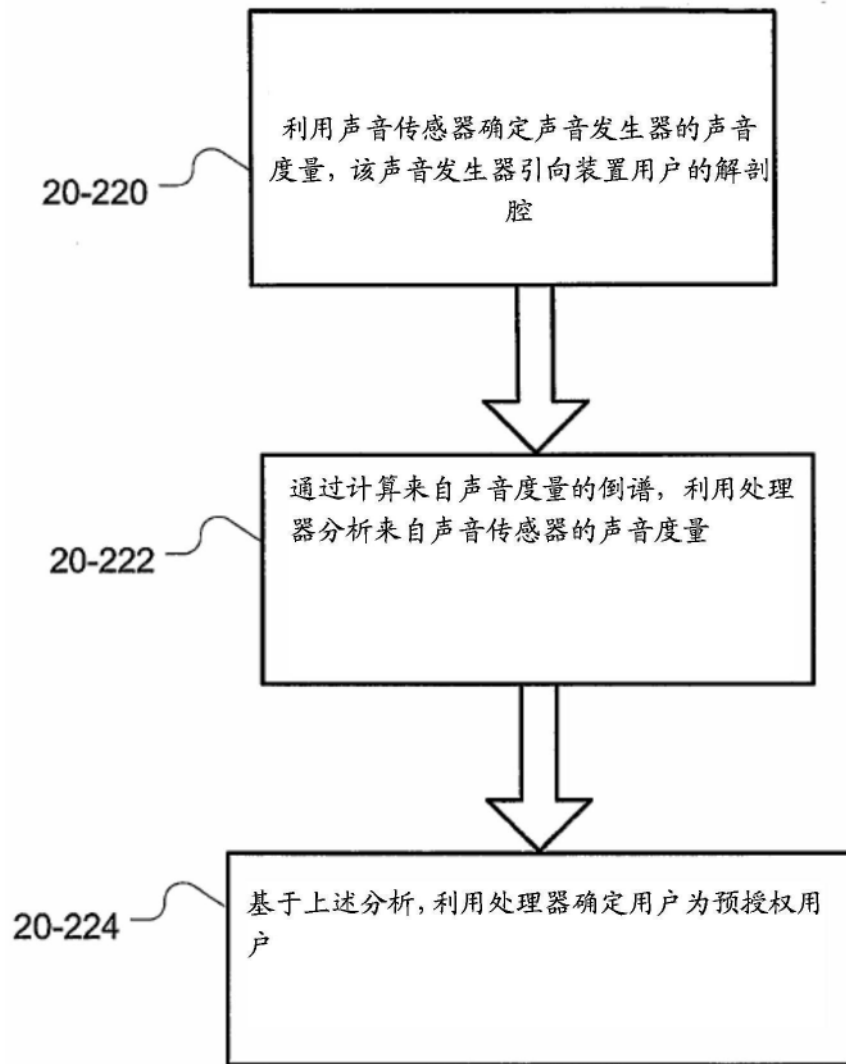 利用声音传感器确定声音发生器的声音
度量,该声音发生器引向装置用户的解剖
腔
20-220
通过计算来自声音度量的倒谱，利用处理
器分析来自声音传感器的声音度量
20-222
基于上述分析,利用处理器确定用户为预授权用
户
20-224